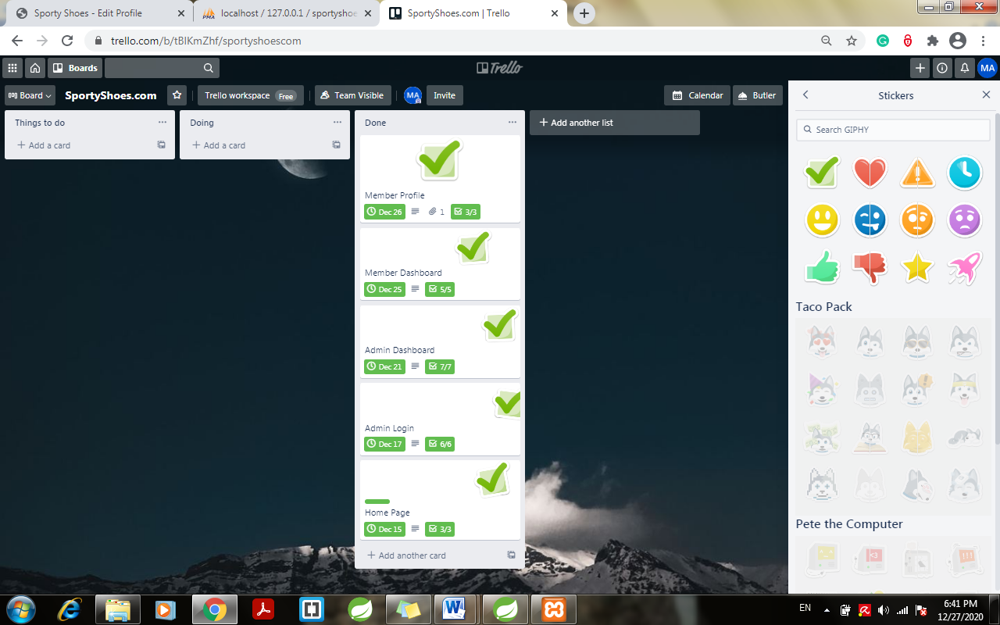 Sporty Shoes - Edit Profile
localhost / 127.0.0.1 / sportyshoe
SportyShoes.com | Trello
trello.com/b/tBIKmZhf/sportyshoescom
Boards
Trello
MA
Board
SportyShoes.com
Trello workspace Free
Team Visible
MA
Invite
Calendar
Butler
Things to do
Add a card
Doing
Add a card
Done
Member Profile
Dec 26 1 3/3
Member Dashboard
Dec 25 5/5
Admin Dashboard
Dec 21 7/7
Admin Login
Dec 17 6/6
Home Page
Dec 15 3/3
Add another card
Add another list
Stickers
Search GIPHY
Taco Pack
Pete the Computer
<3
!!!
EN
6:41 PM
12/27/2020